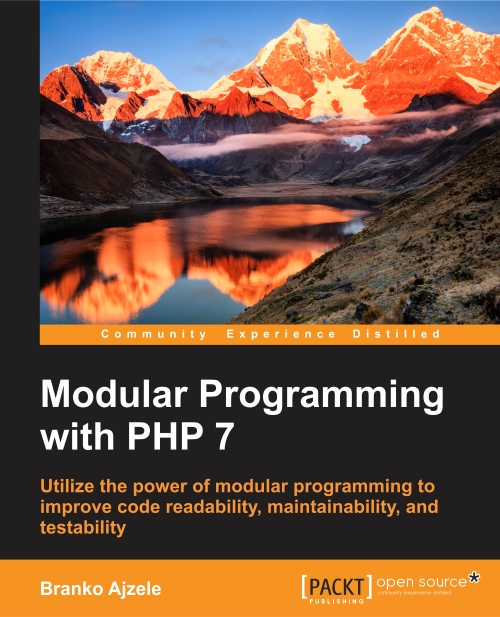 Community Experience Distilled
Modular Programming
with PHP 7
Utilize the power of modular programming to
improve code readability, maintainability, and
testability
Branko Ajzele
[PACKT] open source*
PUBLISHING community experience distilled